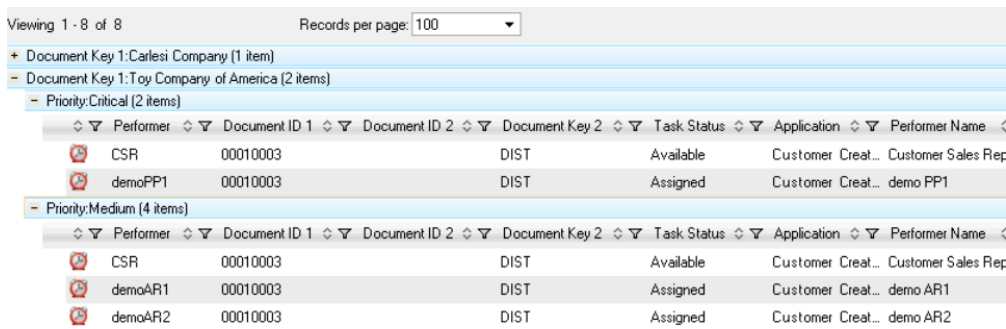 Viewing 1 - 8 of 8 Records per page: 100
Document Key 1:Carlesi Company (1 item)
Document Key 1:Toy Company of America (2 items)
Priority:Critical (2 items)
Performer Document ID 1 Document ID 2 Document Key 2 Task Status Application Performer Name
CSR 00010003 DIST Available Customer Creat... Customer Sales Rep
demoPP1 00010003 DIST Assigned Customer Creat... demo PP1
Priority:Medium (4 items)
Performer Document ID 1 Document ID 2 Document Key 2 Task Status Application Performer Name
CSR 00010003 DIST Available Customer Creat... Customer Sales Rep
demoAR1 00010003 DIST Assigned Customer Creat... demo AR1
demoAR2 00010003 DIST Assigned Customer Creat... demo AR2